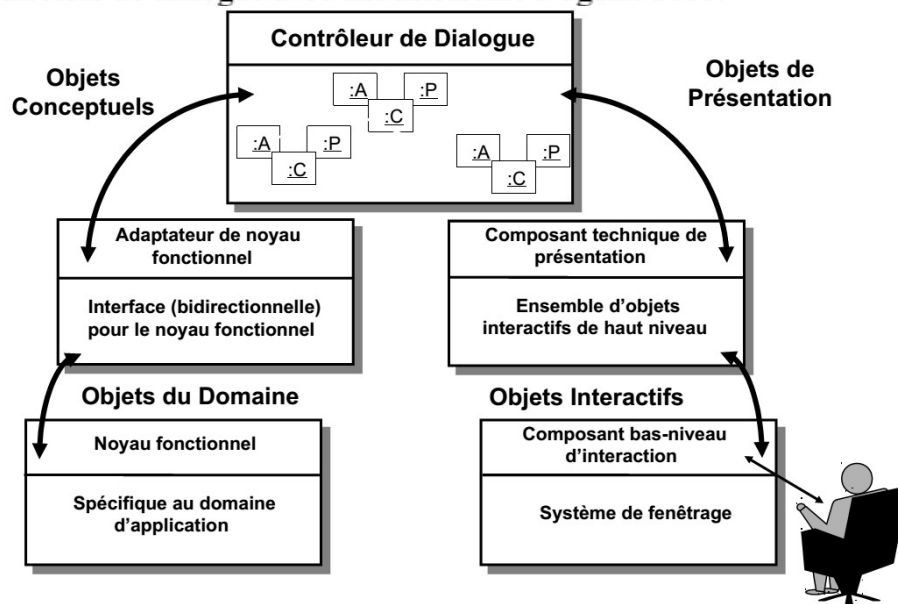 Contrôleur de Dialogue
Objets
Conceptuels
Objets de
Présentation
:A
:P
:C
:A
:P
:C
:A
:P
:C
Adaptateur de noyau
fonctionnel
Interface (bidirectionnelle)
pour le noyau fonctionnel
Composant technique de
présentation
Ensemble d’objets
interactifs de haut niveau
Objets du Domaine
Objets Interactifs
Noyau fonctionnel
Spécifique au domaine
d’application
Composant bas-niveau
d’interaction
Système de fenêtrage